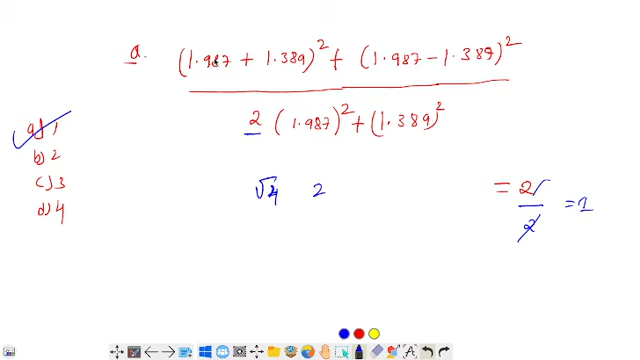 a. (1.987 + 1.389)² + (1.987 – 1.389)²
2 (1.987)² + (1.389)²
a) 1
b) 2
c) 3
d) 4
√4 2
= 2
2
= 1